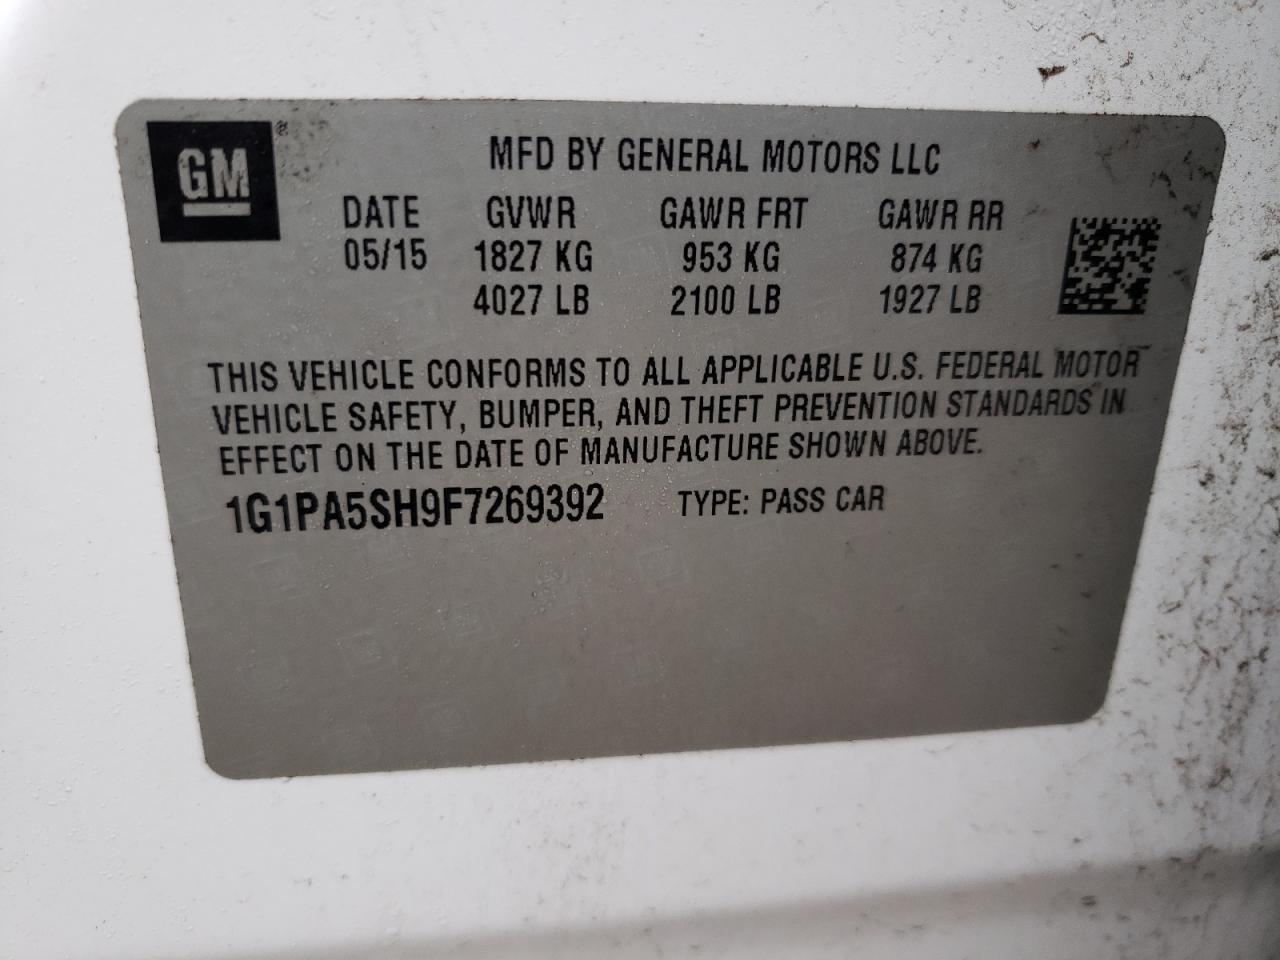 GM®
MFD BY GENERAL MOTORS LLC
DATE GVWR GAWR FRT GAWR RR
05/15 1827 KG 953 KG 874 KG
4027 LB 2100 LB 1927 LB
THIS VEHICLE CONFORMS TO ALL APPLICABLE U.S. FEDERAL MOTOR
VEHICLE SAFETY, BUMPER, AND THEFT PREVENTION STANDARDS IN
EFFECT ON THE DATE OF MANUFACTURE SHOWN ABOVE.
1G1PA5SH9F7269392 TYPE: PASS CAR